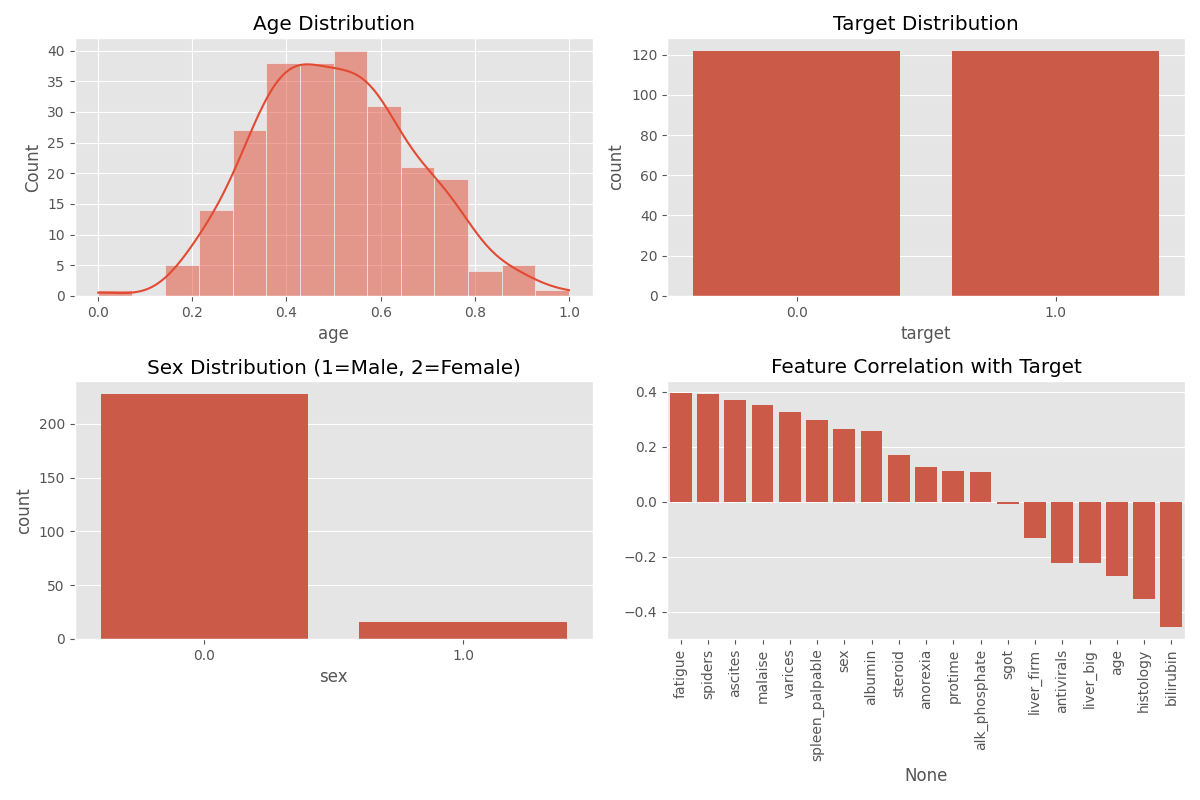 Age Distribution
Count
40
35
30
25
20
15
10
5
0
0.0 0.2 0.4 0.6 0.8 1.0
age
Target Distribution
count
120
100
80
60
40
20
0
0.0 1.0
target
Sex Distribution (1=Male, 2=Female)
count
200
150
100
50
0
0.0 1.0
sex
Feature Correlation with Target
0.4
0.2
0.0
−0.2
−0.4
fatigue
spiders
ascites
malaise
varices
spleen_palpable
sex
albumin
steroid
anorexia
protime
alk_phosphate
sgot
liver_firm
antivirals
liver_big
age
histology
bilirubin
None